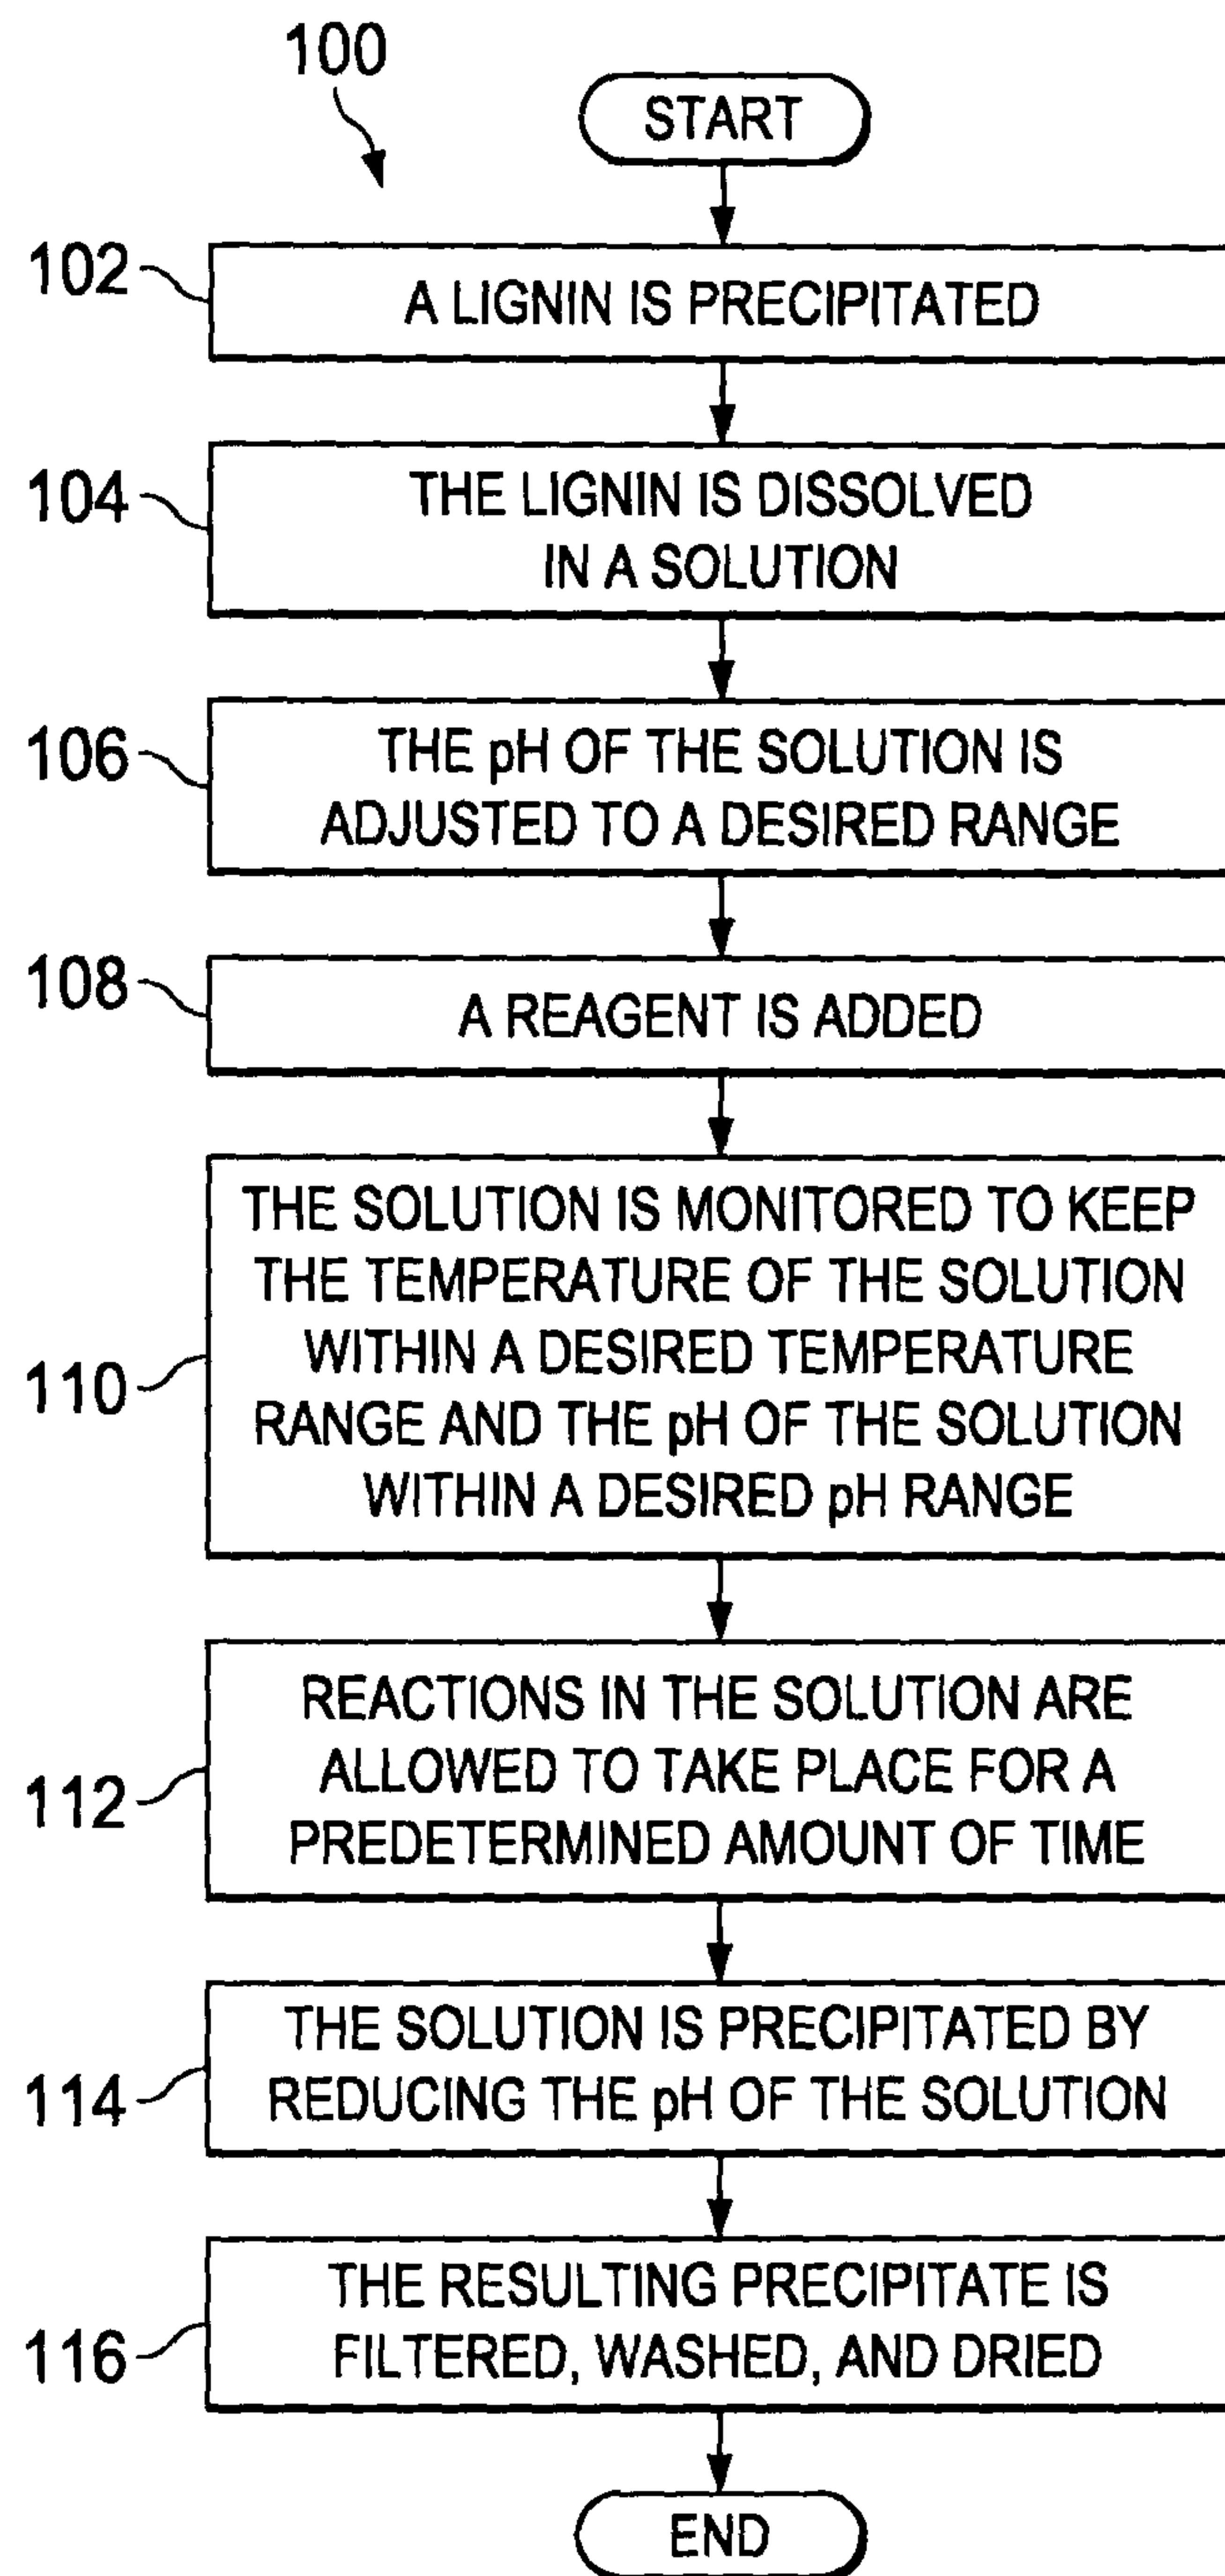 100
START
102
A LIGNIN IS PRECIPITATED
104
THE LIGNIN IS DISSOLVED
IN A SOLUTION
106
THE pH OF THE SOLUTION IS
ADJUSTED TO A DESIRED RANGE
108
A REAGENT IS ADDED
110
THE SOLUTION IS MONITORED TO KEEP
THE TEMPERATURE OF THE SOLUTION
WITHIN A DESIRED TEMPERATURE
RANGE AND THE pH OF THE SOLUTION
WITHIN A DESIRED pH RANGE
112
REACTIONS IN THE SOLUTION ARE
ALLOWED TO TAKE PLACE FOR A
PREDETERMINED AMOUNT OF TIME
114
THE SOLUTION IS PRECIPITATED BY
REDUCING THE pH OF THE SOLUTION
116
THE RESULTING PRECIPITATE IS
FILTERED, WASHED, AND DRIED
END